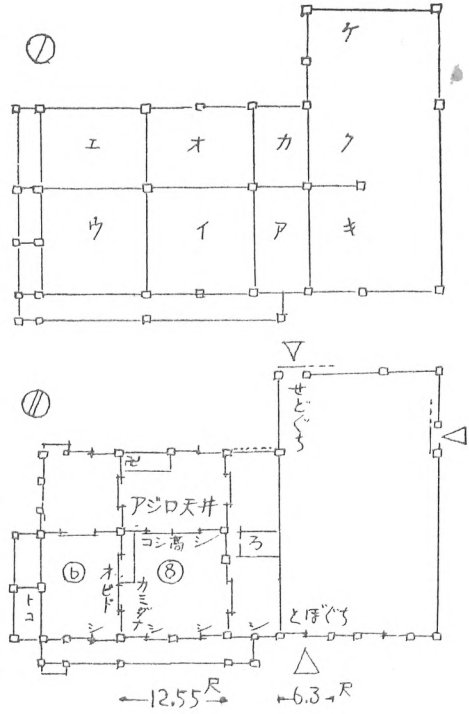 ケ
エ
オ
カ
ク
ウ
イ
ア
キ
せどぐち
卍
アジロ天井
コシ高
シ
ろ
⑥
オビド
カミダナ
⑧
トコ
とぼぐち
シ
シ
シ
シ
12.55尺
6.3尺